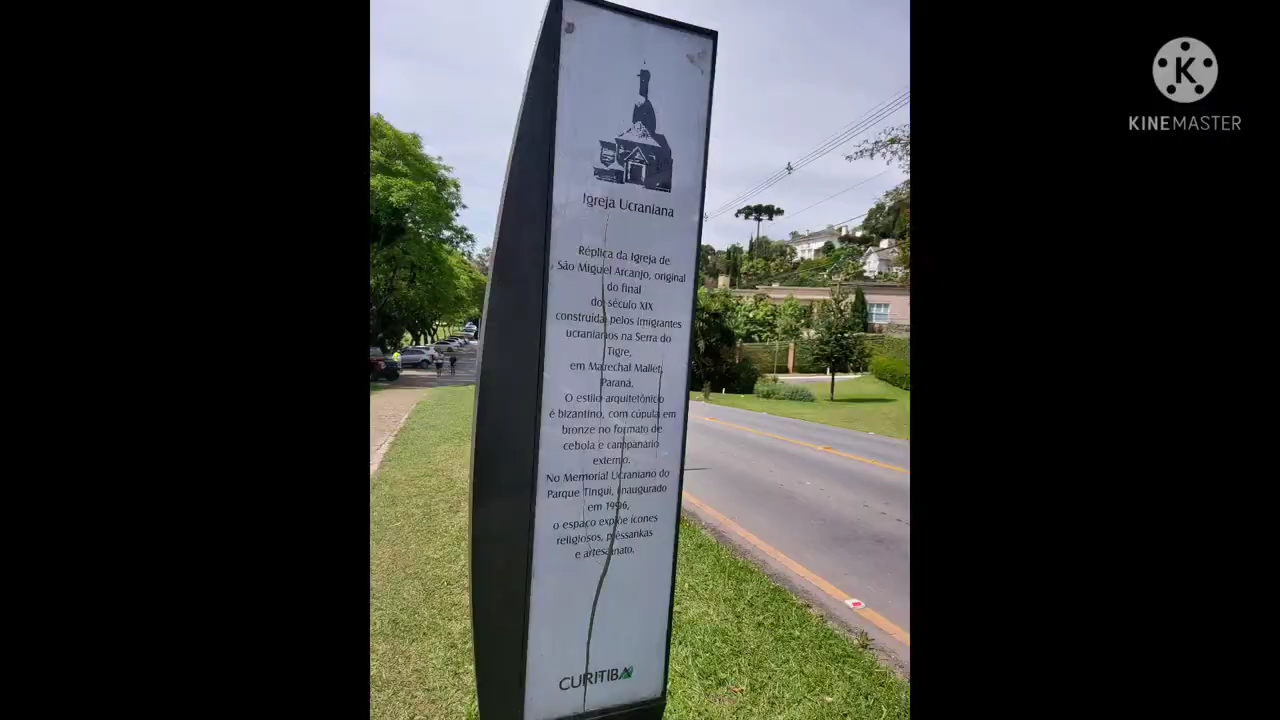 Igreja Ucraniana
Réplica da Igreja de
São Miguel Arcanjo, original
do final
do século XIX
construída pelos imigrantes
ucranianos na Serra do
Tigre,
em Marechal Mallet,
Paraná.
O estilo arquitetônico
é bizantino, com cúpula em
bronze no formato de
cebola e campanário
externo.
No Memorial Ucraniano do
Parque Tingui, inaugurado
em 1996,
o espaço expõe ícones
religiosos, pêssankas
e artesanato.
CURITIBA
K
KINEMASTER